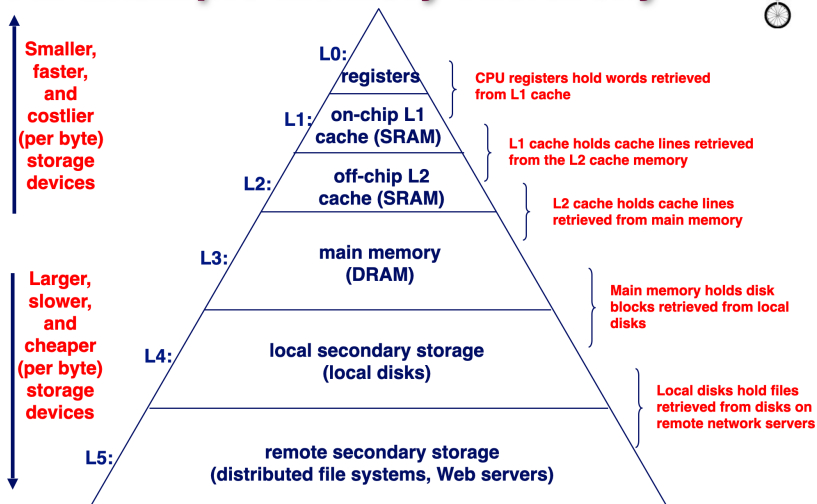 Smaller,
faster,
and
costlier
(per byte)
storage
devices
Larger,
slower,
and
cheaper
(per byte)
storage
devices
L0:
registers
CPU registers hold words retrieved
from L1 cache
L1:
on-chip L1
cache (SRAM)
L1 cache holds cache lines retrieved
from the L2 cache memory
L2:
off-chip L2
cache (SRAM)
L2 cache holds cache lines
retrieved from main memory
L3:
main memory
(DRAM)
Main memory holds disk
blocks retrieved from local
disks
L4:
local secondary storage
(local disks)
Local disks hold files
retrieved from disks on
remote network servers
L5:
remote secondary storage
(distributed file systems, Web servers)